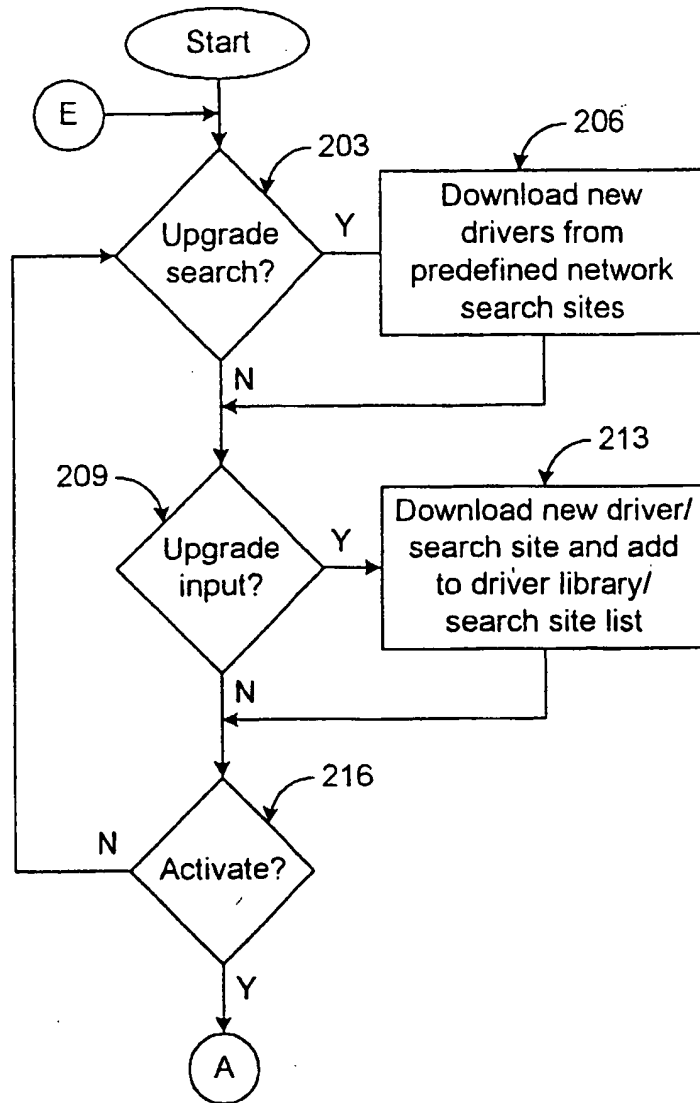 Start
E
203
Upgrade
search?
Y
206
Download new
drivers from
predefined network
search sites
N
209
Upgrade
input?
Y
213
Download new driver/
search site and add
to driver library/
search site list
N
216
Activate?
N
Y
A